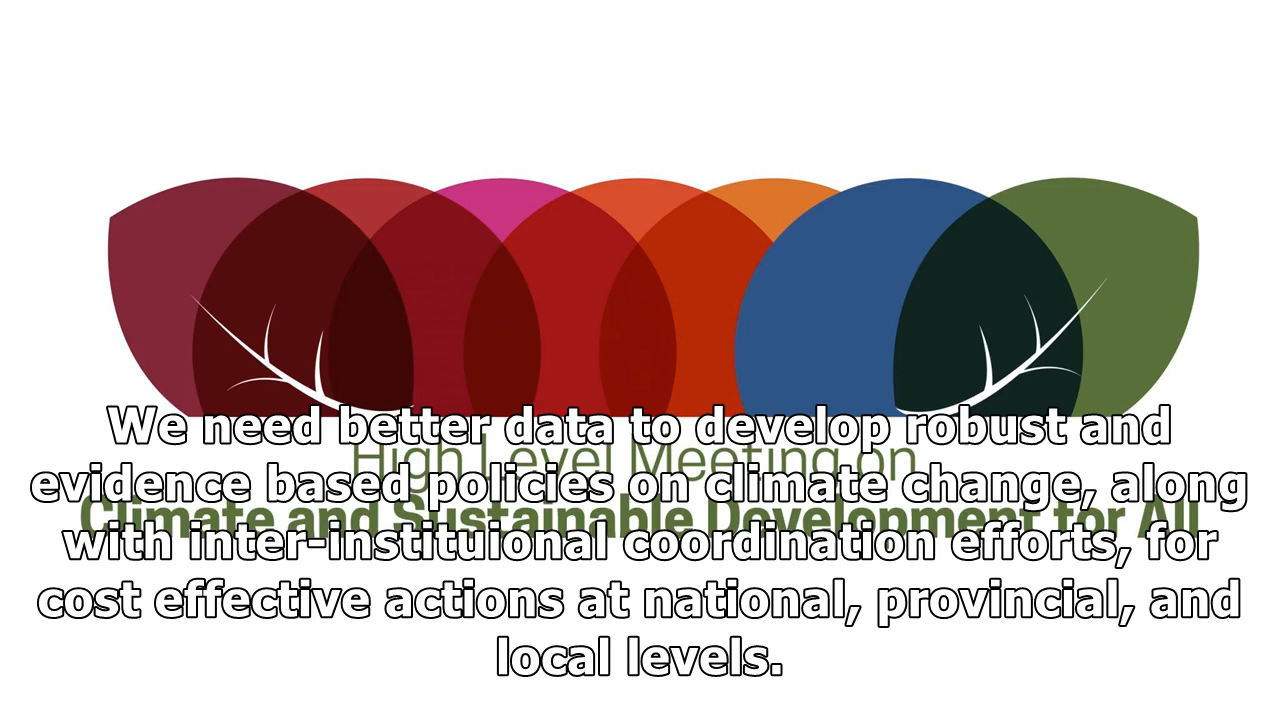 We need better data to develop robust and
High Level Meeting on
evidence based policies on climate change, along
Climate and Sustainable Development for All
with inter-instituional coordination efforts, for
cost effective actions at national, provincial, and
local levels.